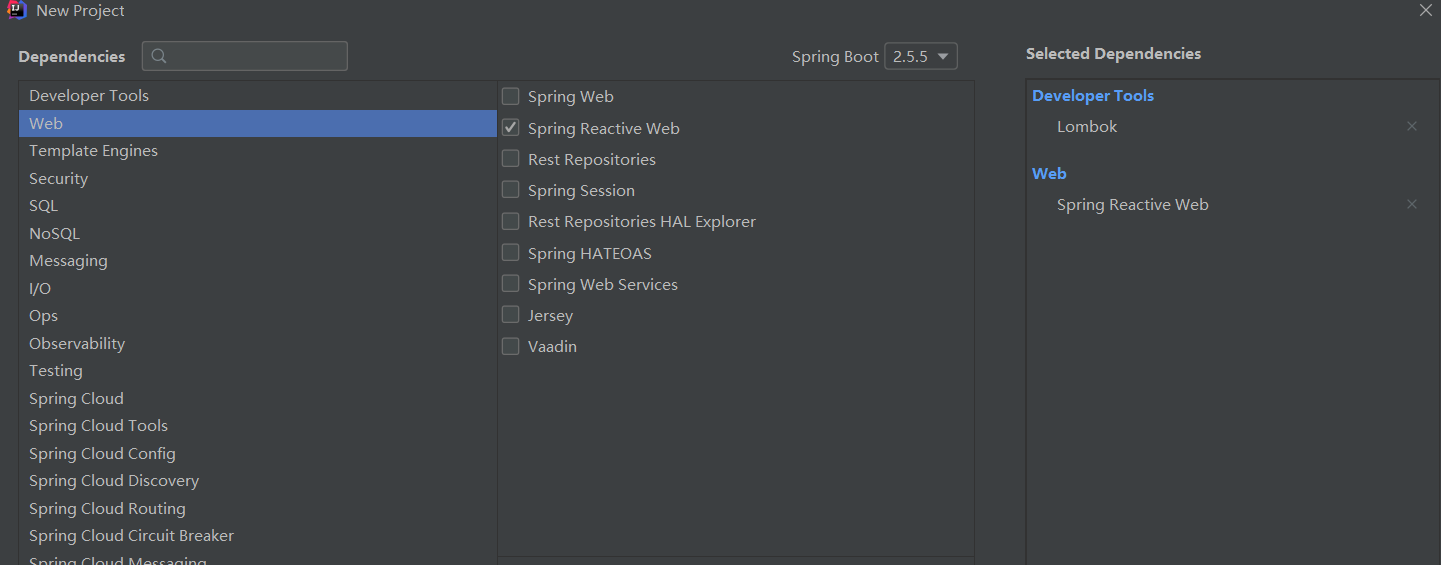 New Project
Dependencies
Spring Boot 2.5.5
Selected Dependencies
Developer Tools
Web
Template Engines
Security
SQL
NoSQL
Messaging
I/O
Ops
Observability
Testing
Spring Cloud
Spring Cloud Tools
Spring Cloud Config
Spring Cloud Discovery
Spring Cloud Routing
Spring Cloud Circuit Breaker
Spring Cloud Messaging
Spring Web
Spring Reactive Web
Rest Repositories
Spring Session
Rest Repositories HAL Explorer
Spring HATEOAS
Spring Web Services
Jersey
Vaadin
Developer Tools
Lombok
Web
Spring Reactive Web